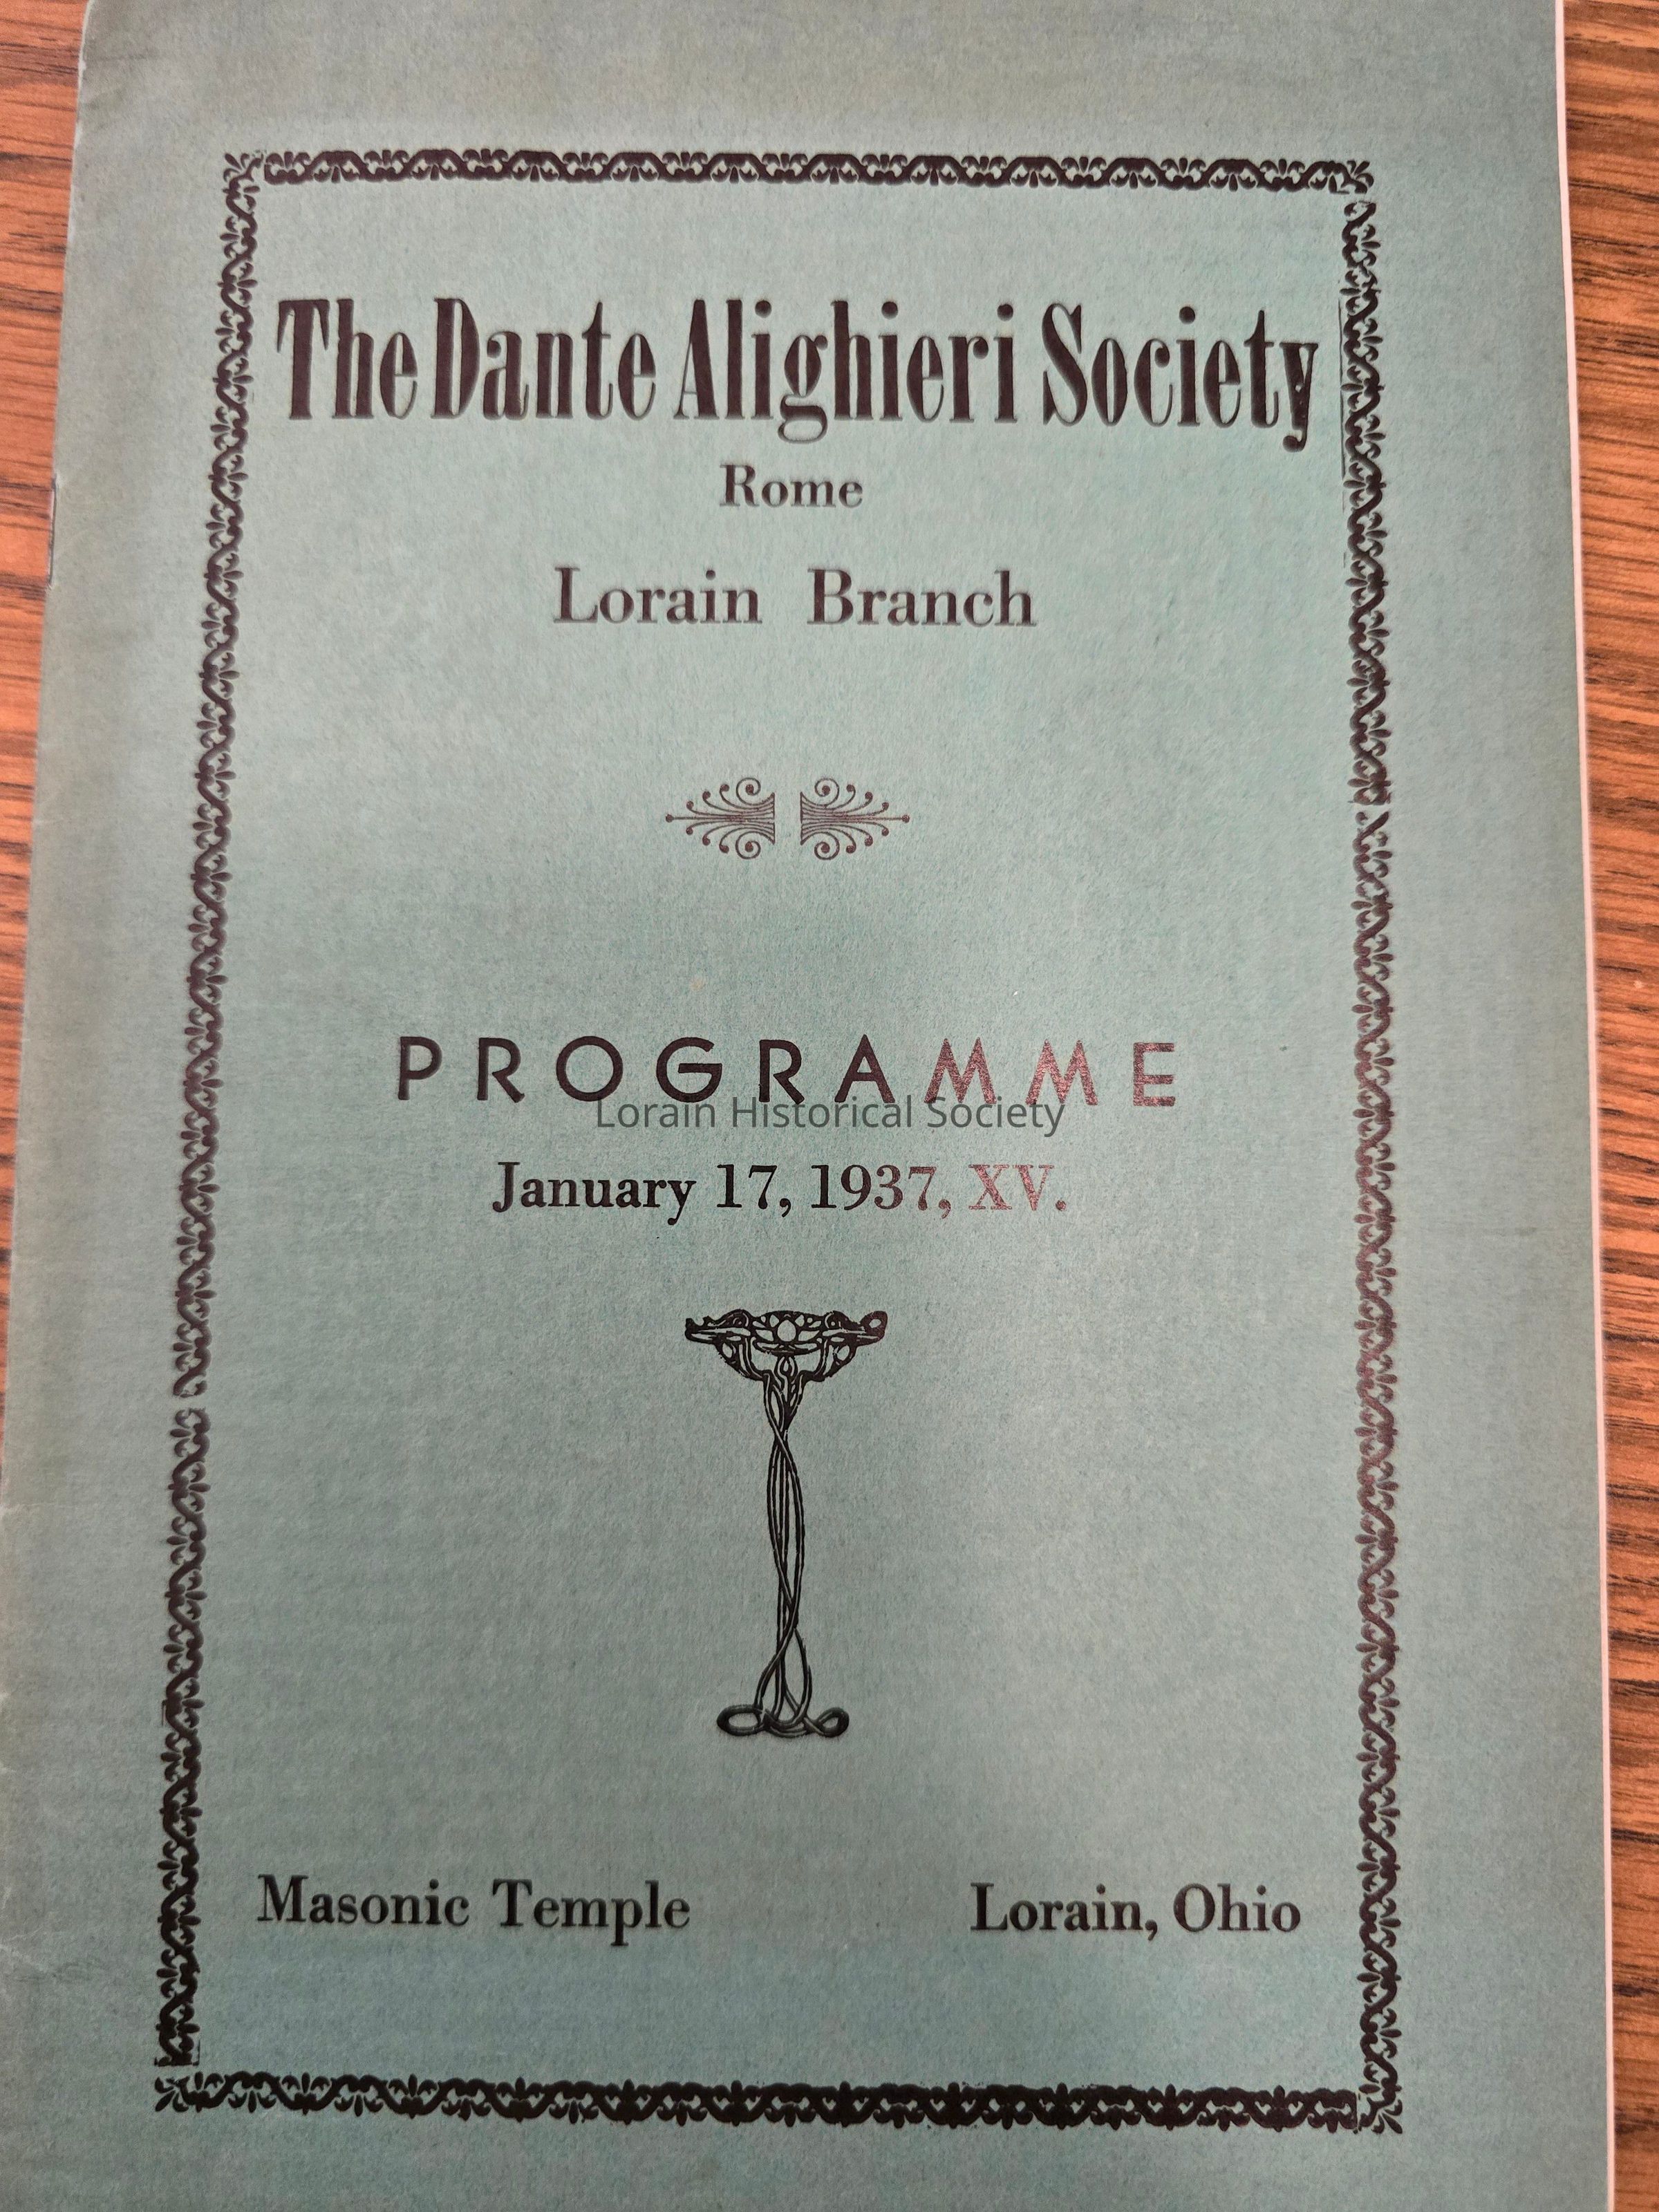 The Dante Alighieri Society
Rome
Lorain Branch
PROGRAMME
Lorain Historical Society
January 17, 1937, XV.
Masonic Temple Lorain, Ohio